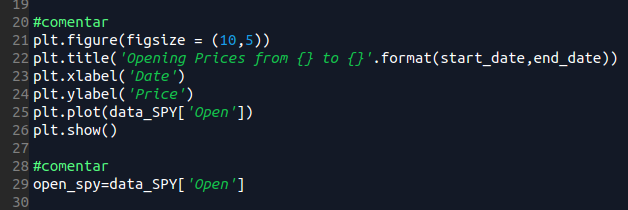 19
20 #comentar
21 plt.figure(figsize = (10,5))
22 plt.title('Opening Prices from {} to {}'.format(start_date,end_date))
23 plt.xlabel('Date')
24 plt.ylabel('Price')
25 plt.plot(data_SPY['Open'])
26 plt.show()
27
28 #comentar
29 open_spy=data_SPY['Open']
30